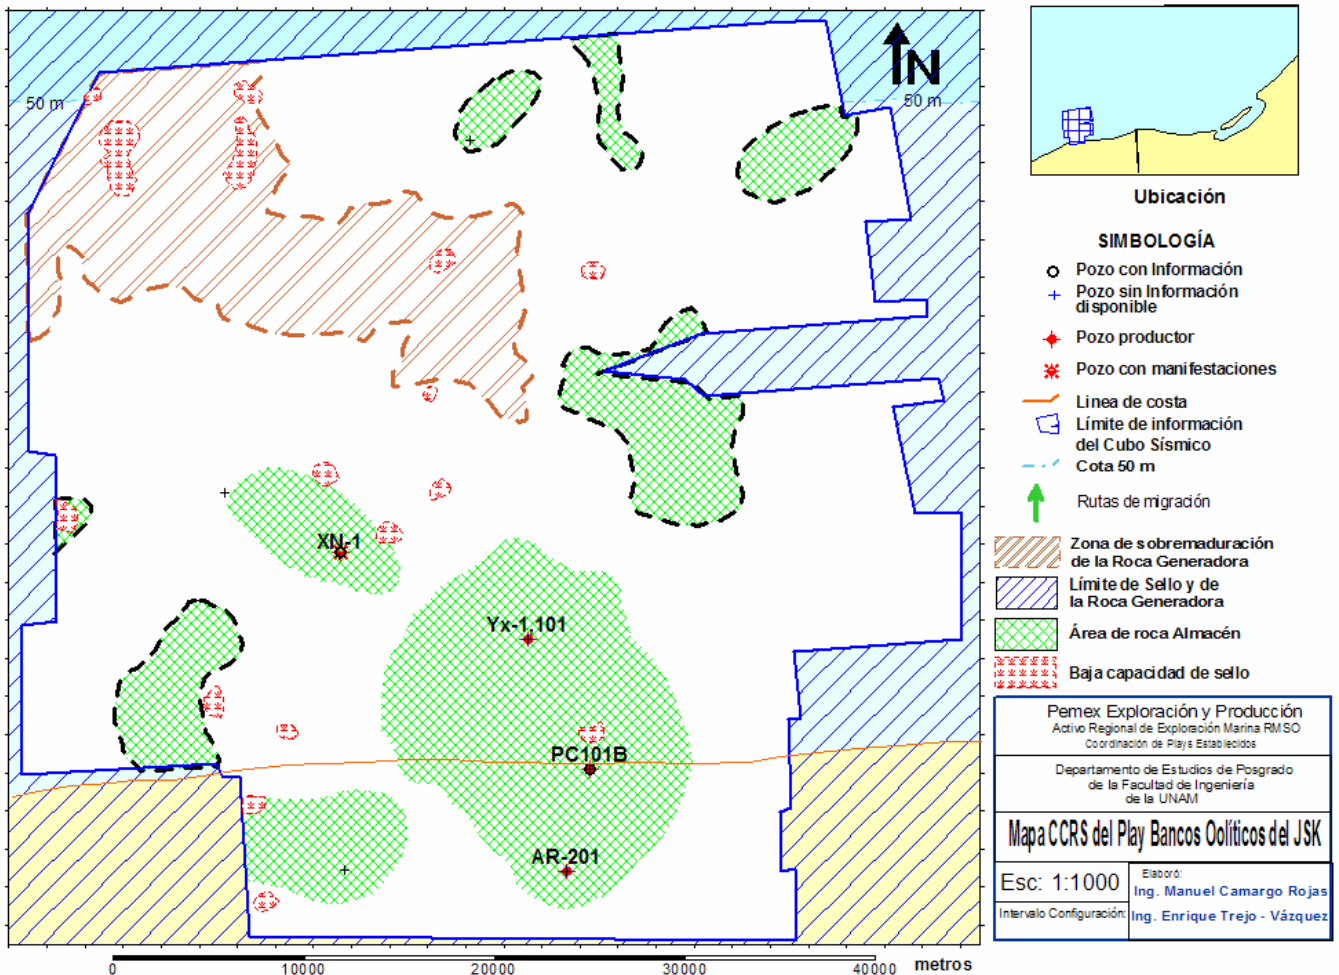 N
50 m
50 m
XN-1
Yx-1,101
PC101B
AR-201
0
10000
20000
30000
40000
metros
Ubicación
SIMBOLOGÍA
Pozo con Información
Pozo sin Información
disponible
Pozo productor
Pozo con manifestaciones
Linea de costa
Límite de información
del Cubo Sísmico
Cota 50 m
Rutas de migración
Zona de sobremaduración
de la Roca Generadora
Límite de Sello y de
la Roca Generadora
Área de roca Almacén
Baja capacidad de sello
Pemex Exploración y Producción
Activo Regional de Exploración Marina RMSO
Coordinación de Plays Establecidos
Departamento de Estudios de Posgrado
de la Facultad de Ingeniería
de la UNAM
Mapa CCRS del Play Bancos Oolíticos del JSK
Esc: 1:1000
Intervalo Configuración:
Elaboró:
Ing. Manuel Camargo Rojas
Ing. Enrique Trejo - Vázquez